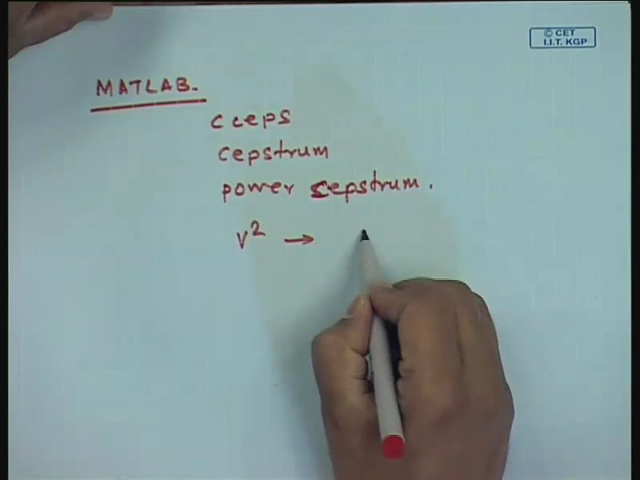 © CET
I.I.T. KGP
MATLAB.
cceps
cepstrum
power cepstrum.
v² →